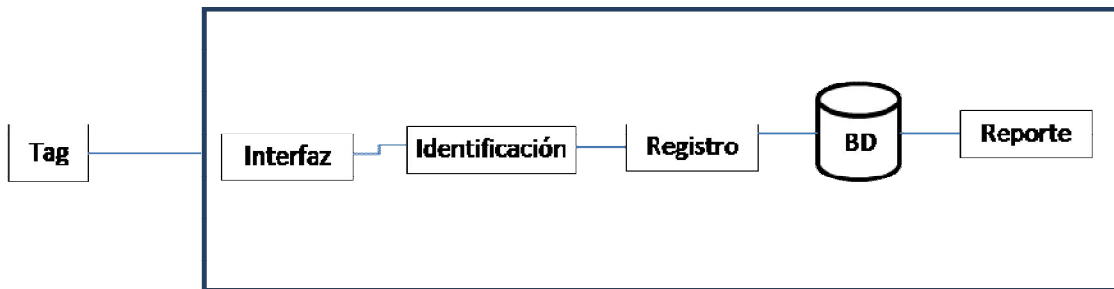 Tag
Interfaz
Identificación
Registro
BD
Reporte